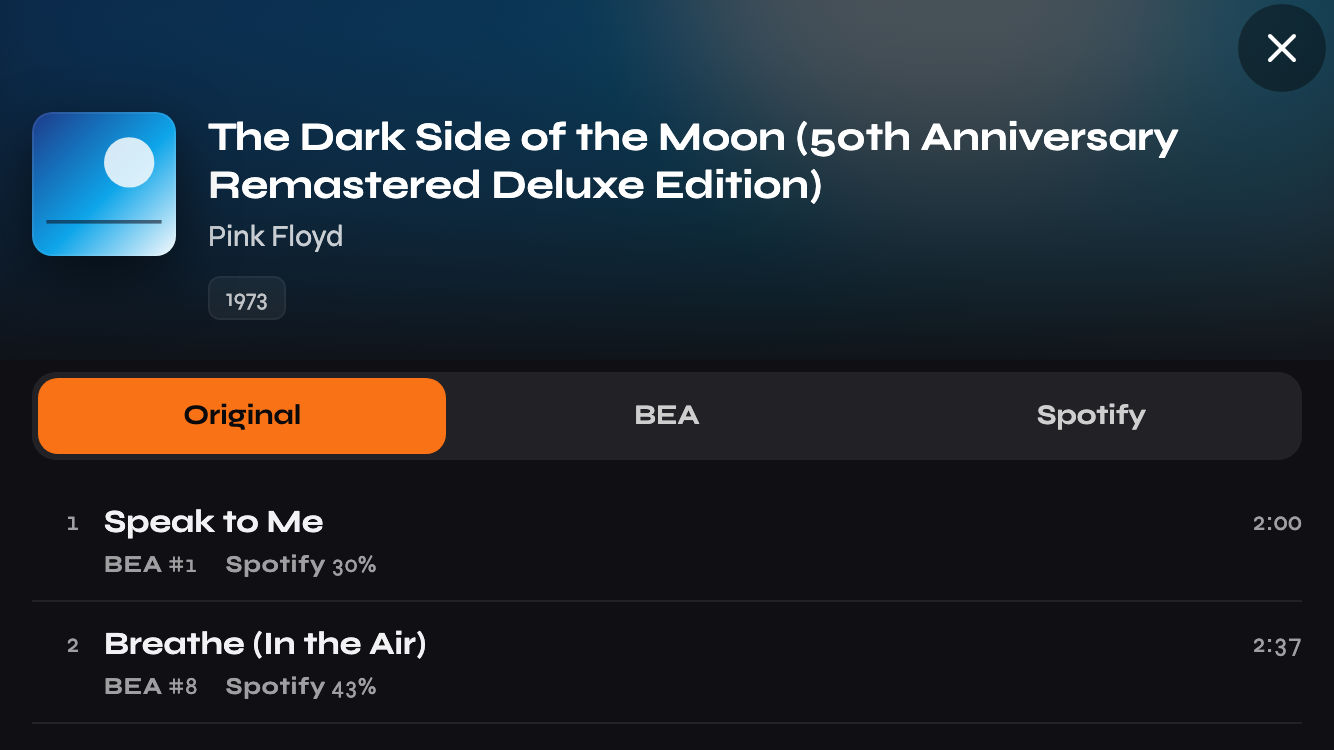 The Dark Side of the Moon (50th Anniversary
Remastered Deluxe Edition)
Pink Floyd
1973
Original BEA Spotify
1 Speak to Me 2:00
BEA #1 Spotify 30%
2 Breathe (In the Air) 2:37
BEA #8 Spotify 43%